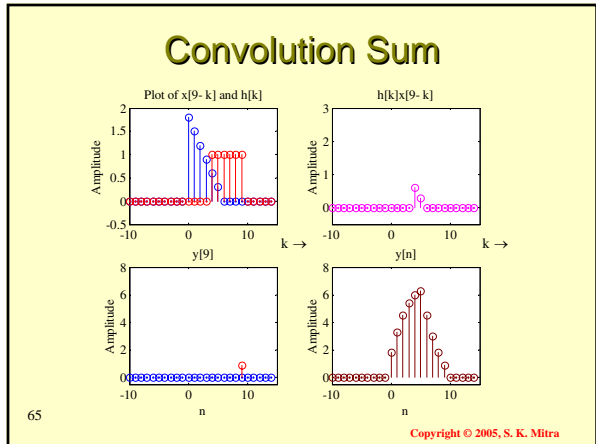 Convolution Sum
Plot of x[9- k] and h[k]
h[k]x[9- k]
Amplitude
2
1.5
1
0.5
0
-0.5
-10
0
10
k →
Amplitude
3
2
1
0
-10
0
10
k →
y[9]
y[n]
Amplitude
8
6
4
2
0
-10
0
10
n
Amplitude
8
6
4
2
0
-10
0
10
n
65
Copyright © 2005, S. K. Mitra